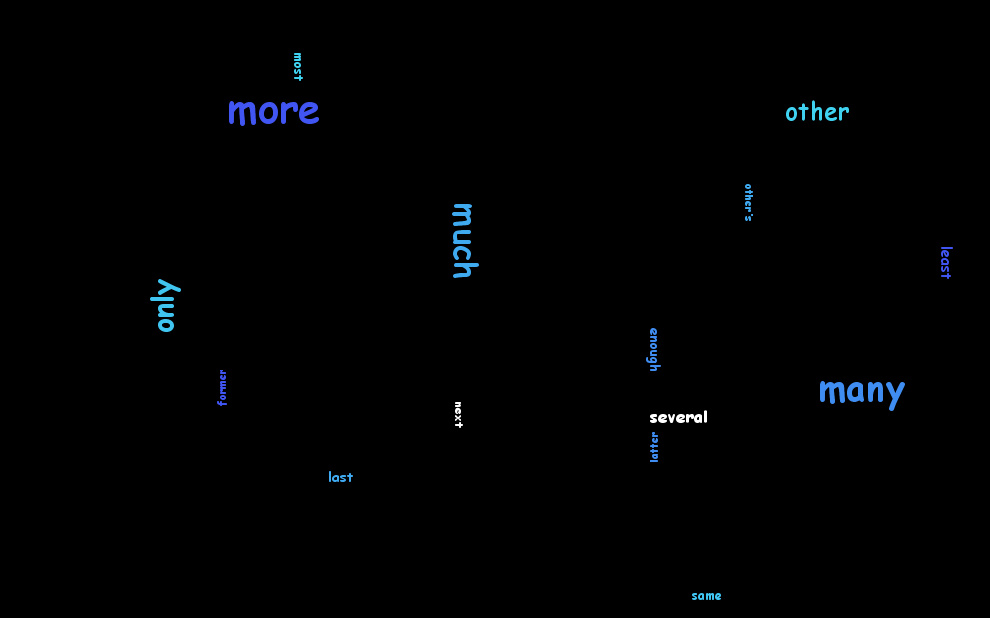 most
more
other
other's
much
least
only
enough
former
many
next
several
latter
last
same